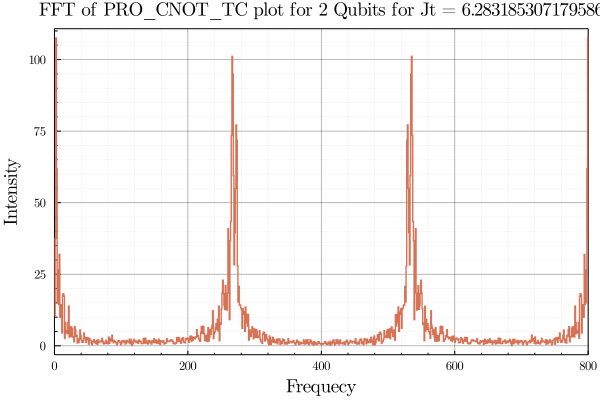 FFT of PRO_CNOT_TC plot for 2 Qubits for Jt = 6.283185307179586
Intensity
100
75
50
25
0
0 200 400 600 800
Frequecy